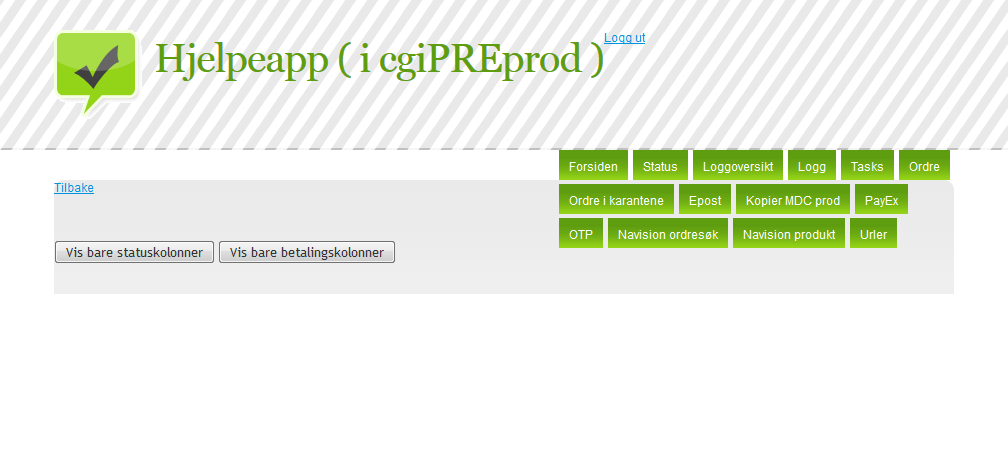 Hjelpeapp ( i cgiPREprod ) Logg ut
Forsiden Status Loggoversikt Logg Tasks Ordre
Tilbake
Ordre i karantene Epost Kopier MDC prod PayEx
OTP Navision ordresøk Navision produkt Urler
Vis bare statuskolonner Vis bare betalingskolonner